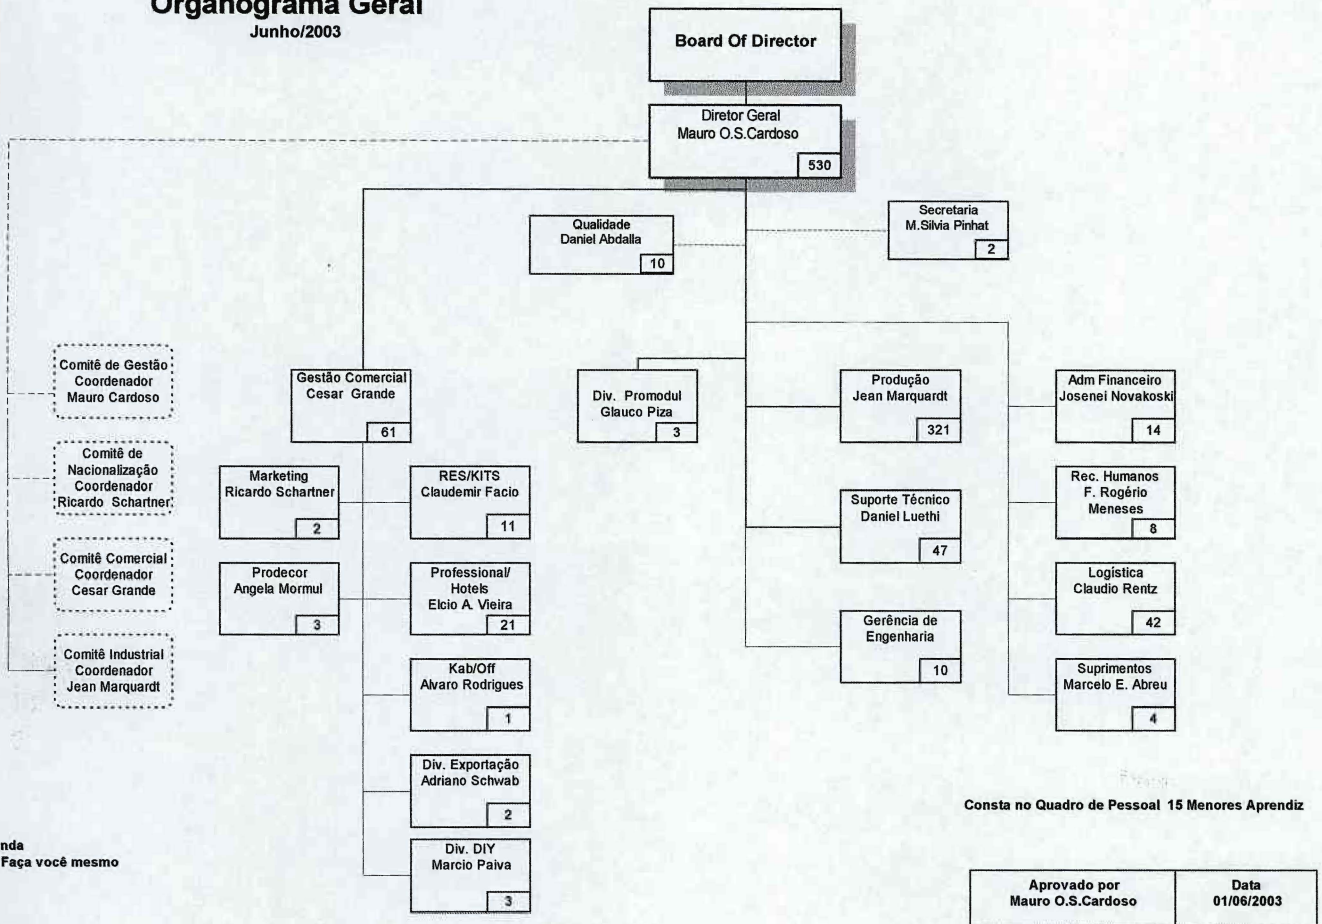 Organograma Geral
Junho/2003
Board Of Director
Diretor Geral
Mauro O.S.Cardoso
530
Qualidade
Daniel Abdalla
10
Secretaria
M.Silvia Pinhat
2
Comitê de Gestão
Coordenador
Mauro Cardoso
Comitê de
Nacionalização
Coordenador
Ricardo Schartner
Comitê Comercial
Coordenador
Cesar Grande
Comitê Industrial
Coordenador
Jean Marquardt
Gestão Comercial
Cesar Grande
61
Marketing
Ricardo Schartner
2
Prodecor
Angela Mormul
3
RES/KITS
Claudemir Facio
11
Professional/
Hotels
Elcio A. Vieira
21
Kab/Off
Alvaro Rodrigues
1
Div. Exportação
Adriano Schwab
2
Div. DIY
Marcio Paiva
3
Div. Promodul
Glauco Piza
3
Produção
Jean Marquardt
321
Suporte Técnico
Daniel Luethi
47
Gerência de
Engenharia
10
Adm Financeiro
Josenei Novakoski
14
Rec. Humanos
F. Rogério
Meneses
8
Logística
Claudio Rentz
42
Suprimentos
Marcelo E. Abreu
4
Consta no Quadro de Pessoal 15 Menores Aprendiz
nda
Faça você mesmo
Aprovado por
Mauro O.S.Cardoso
Data
01/06/2003